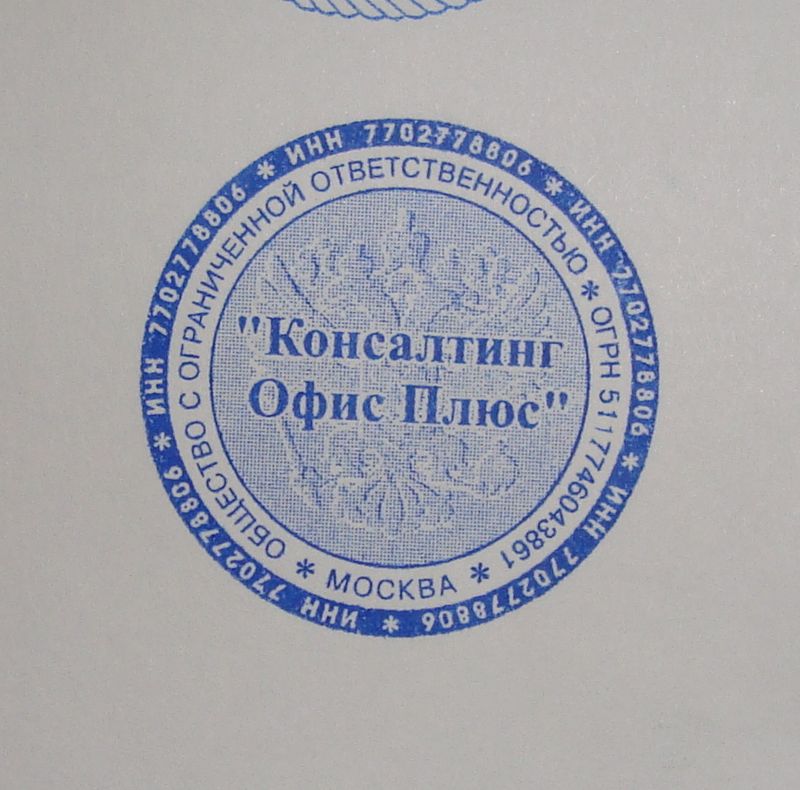 ИНН 7702778806 * ИНН 7702778806 * ИНН 7702778806 * ИНН 7702778806 * ИНН 7702778806 *
ОБЩЕСТВО С ОГРАНИЧЕННОЙ ОТВЕТСТВЕННОСТЬЮ * ОГРН 5117746043861 * МОСКВА *
"Консалтинг
Офис Плюс"